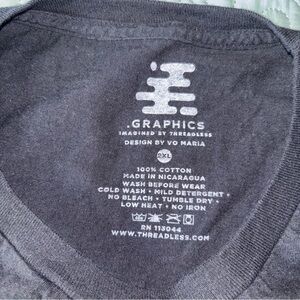 .GRAPHICS
IMAGINED BY THREADLESS
DESIGN BY VO MARIA
2XL
100% COTTON
MADE IN NICARAGUA
WASH BEFORE WEAR
COLD WASH • MILD DETERGENT •
NO BLEACH • TUMBLE DRY •
LOW HEAT • NO IRON
RN 113044
WWW.THREADLESS.COM